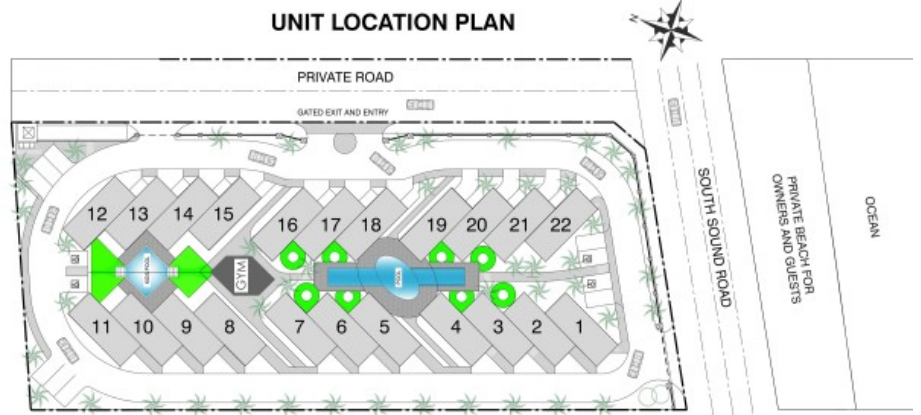 UNIT LOCATION PLAN
N
PRIVATE ROAD
GATED EXIT AND ENTRY
12 13 14 15
16 17 18
19 20 21 22
GYM
POOL
11 10 9 8
7 6 5
4 3 2 1
SOUTH SOUND ROAD
PRIVATE BEACH FOR
OWNERS AND GUESTS
OCEAN